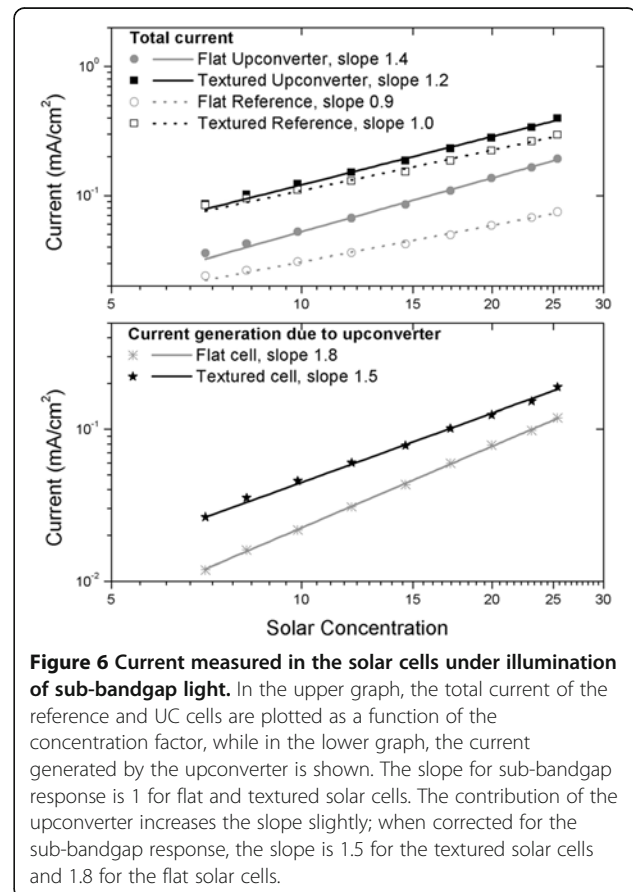 Total current
Flat Upconverter, slope 1.4
Textured Upconverter, slope 1.2
Flat Reference, slope 0.9
Textured Reference, slope 1.0
10⁰
10⁻¹
Current (mA/cm²)
5 10 15 20 25 30
Current generation due to upconverter
Flat cell, slope 1.8
Textured cell, slope 1.5
10⁻¹
10⁻²
Current (mA/cm²)
5 10 15 20 25 30
Solar Concentration
Figure 6 Current measured in the solar cells under illumination
of sub-bandgap light. In the upper graph, the total current of the
reference and UC cells are plotted as a function of the
concentration factor, while in the lower graph, the current
generated by the upconverter is shown. The slope for sub-bandgap
response is 1 for flat and textured solar cells. The contribution of the
upconverter increases the slope slightly; when corrected for the
sub-bandgap response, the slope is 1.5 for the textured solar cells
and 1.8 for the flat solar cells.